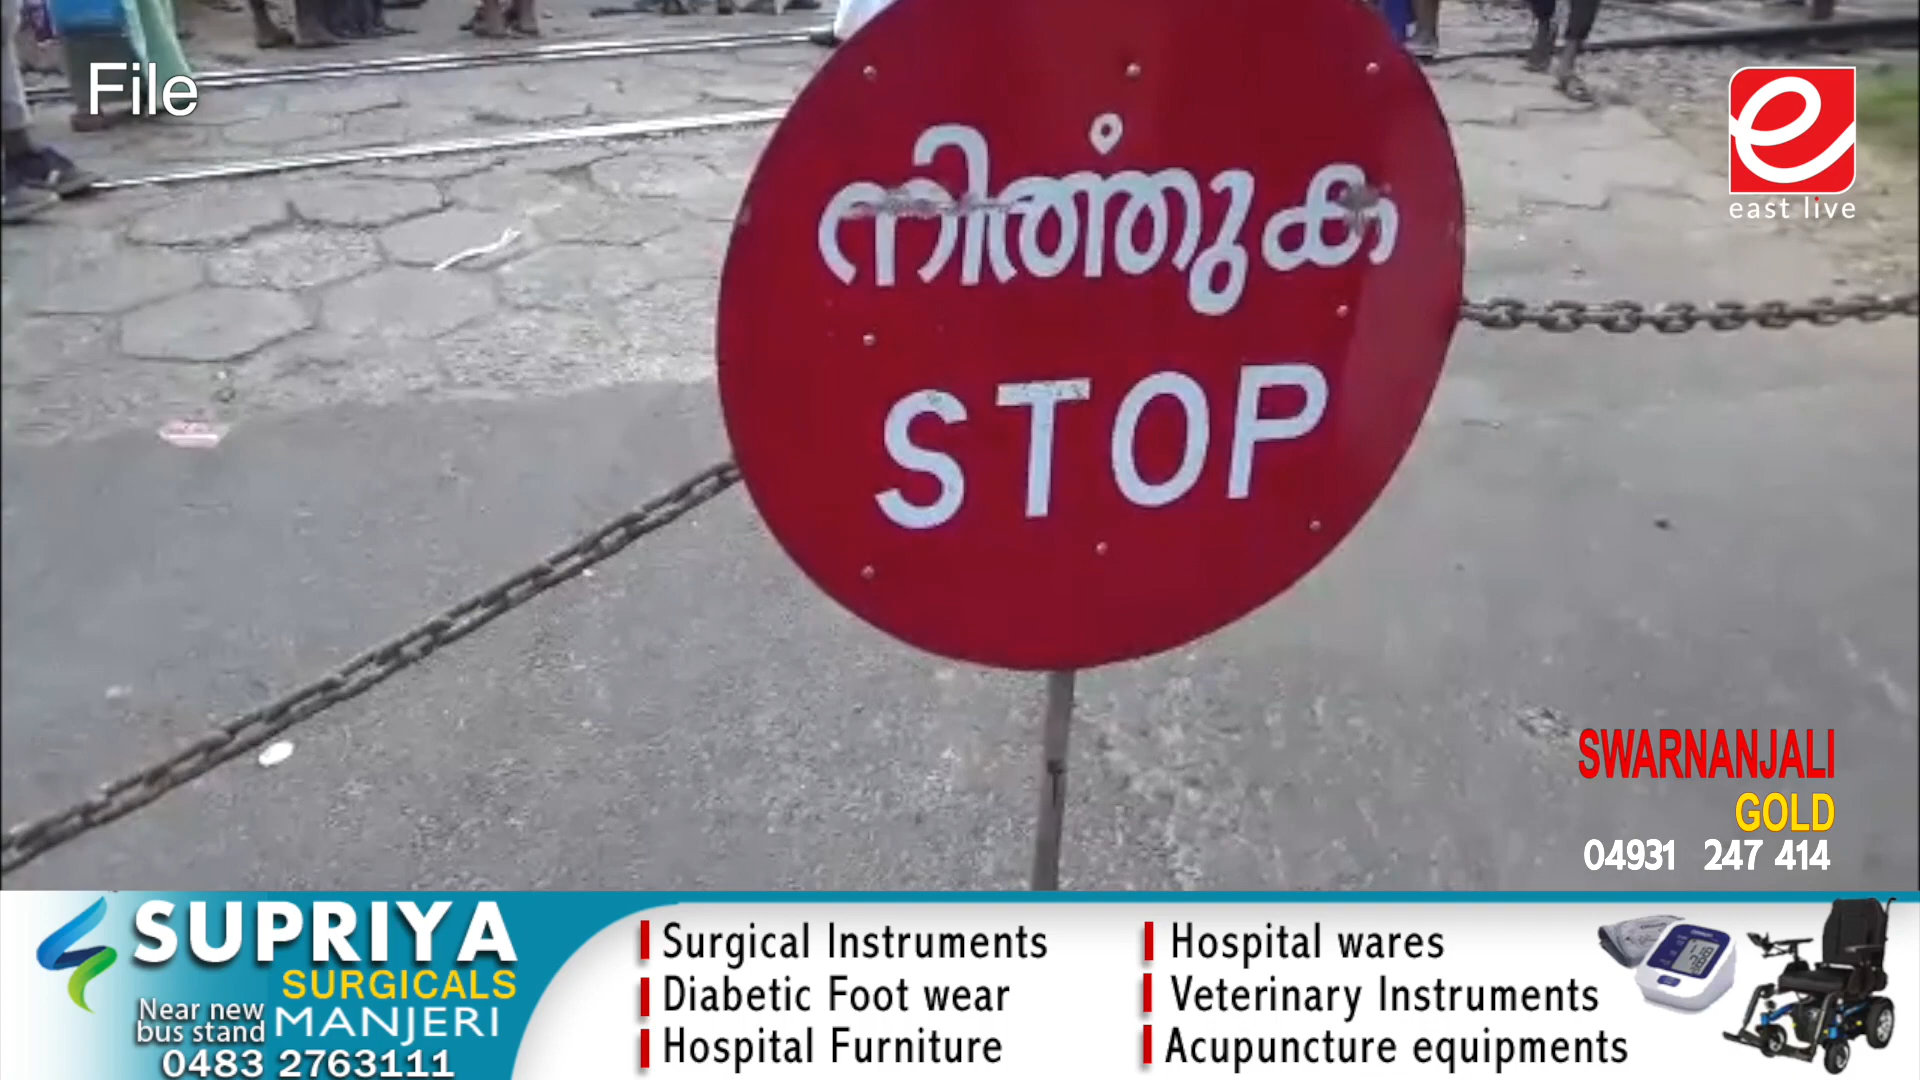 File
east live
നിൎത്തുക
STOP
SWARNANJALI
GOLD
04931 247 414
SUPRIYA
SURGICALS
Near new
bus stand
MANJERI
0483 2763111
Surgical Instruments
Diabetic Foot wear
Hospital Furniture
Hospital wares
Veterinary Instruments
Acupuncture equipments